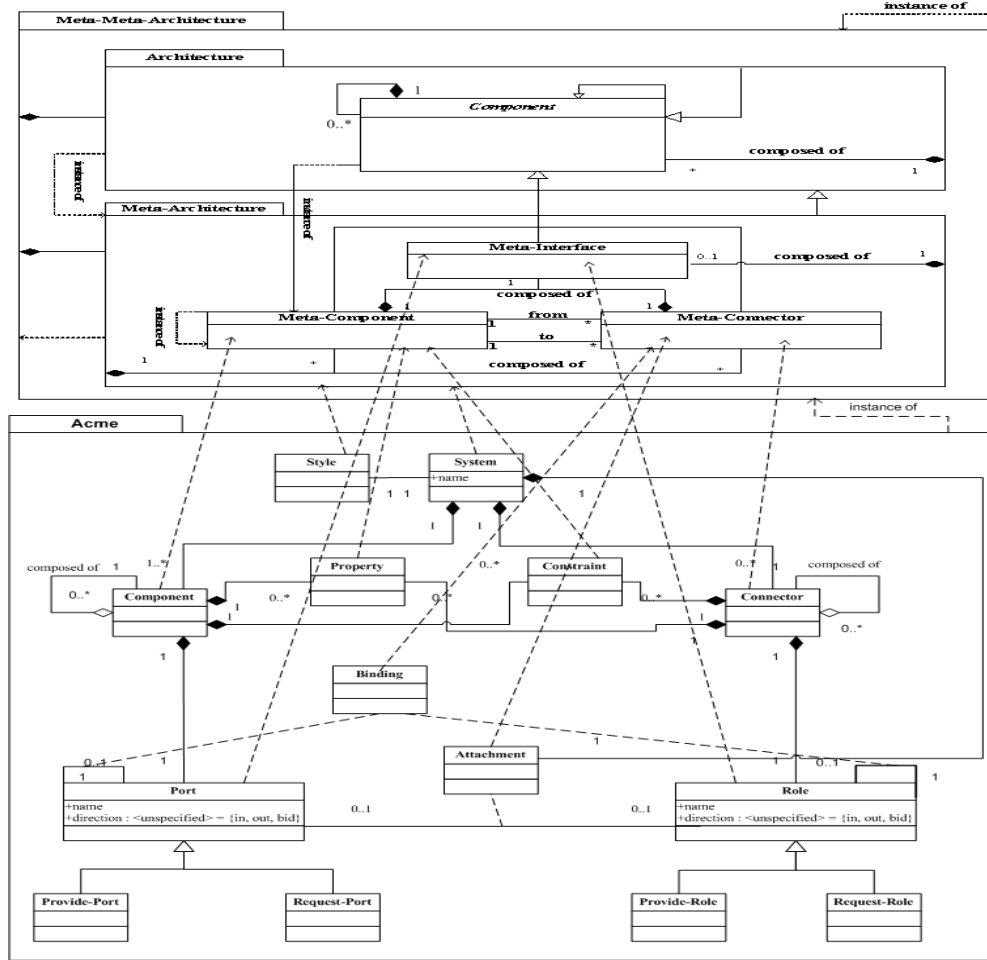 instance of
Meta-Meta-Architecture
Architecture
1
Component
0..*
composed of
* 1
instance of
instance of
Meta-Architecture
Meta-Interface
0..1 composed of 1
1
composed of
1 1
Meta-Component
from
1 *
Meta-Connector
instance of
to
1 *
1 * composed of *
instance of
Acme
Style
System
+name
1 1 1
1 1
composed of 1 1..*
Property
0..*
Constraint
0..* 1
composed of
0..*
Component
1 0..* 0..* 0..*
Connector
1 1
0..*
1 1 1
Binding
1
Attachment
0..1 1 1 0..1
1 1
Port
+name
+direction : <unspecified> = {in, out, bid}
0..1 0..1
Role
+name
+direction : <unspecified> = {in, out, bid}
Provide-Port
Request-Port
Provide-Role
Request-Role